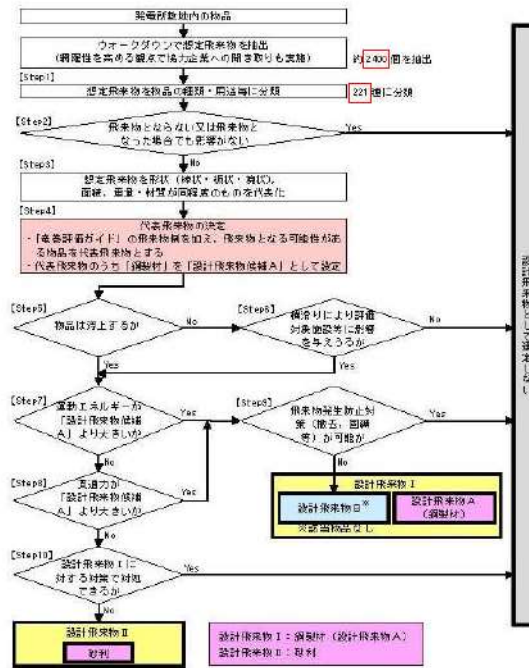 発電所敷地内の物品
ウォークダウンで想定飛来物を抽出
（網羅性を高める観点で協力企業への聞き取りも実施）
約2400個を抽出
【Step1】
想定飛来物を物品の種類・用途毎に分類
221種に分類
【Step2】
飛来物とならない又は飛来物と
なった場合でも影響がない
Yes
No
【Step3】
想定飛来物を形状（棒状・板状・塊状）、
面積、重量・材質が同程度のものを代表化
【Step4】
代表飛来物の決定
・「竜巻評価ガイド」の飛来物例を加え、飛来物となる可能性があ
る物品を代表飛来物とする
・代表飛来物のうち「鋼製材」を「設計飛来物候補A」として設定
【Step5】
物品は浮上するか
No
Yes
【Step6】
横滑りにより評価
対象施設等に影響
を与えうるか
No
Yes
【Step7】
運動エネルギーが
「設計飛来物候補
A」より大きいか
Yes
No
【Step8】
貫通力が
「設計飛来物候補
A」より大きいか
Yes
No
【Step9】
飛来物発生防止対
策（撤去、固縛
等）が可能か
Yes
No
設計飛来物Ⅰ
設計飛来物B※
設計飛来物A
（鋼製材）
※該当物品なし
【Step10】
設計飛来物Ⅰに
対する対策で対処
できるか
Yes
No
設計飛来物Ⅱ
砂利
設計飛来物Ⅰ：鋼製材（設計飛来物A）
設計飛来物Ⅱ：砂利
設計飛来物として選定しない